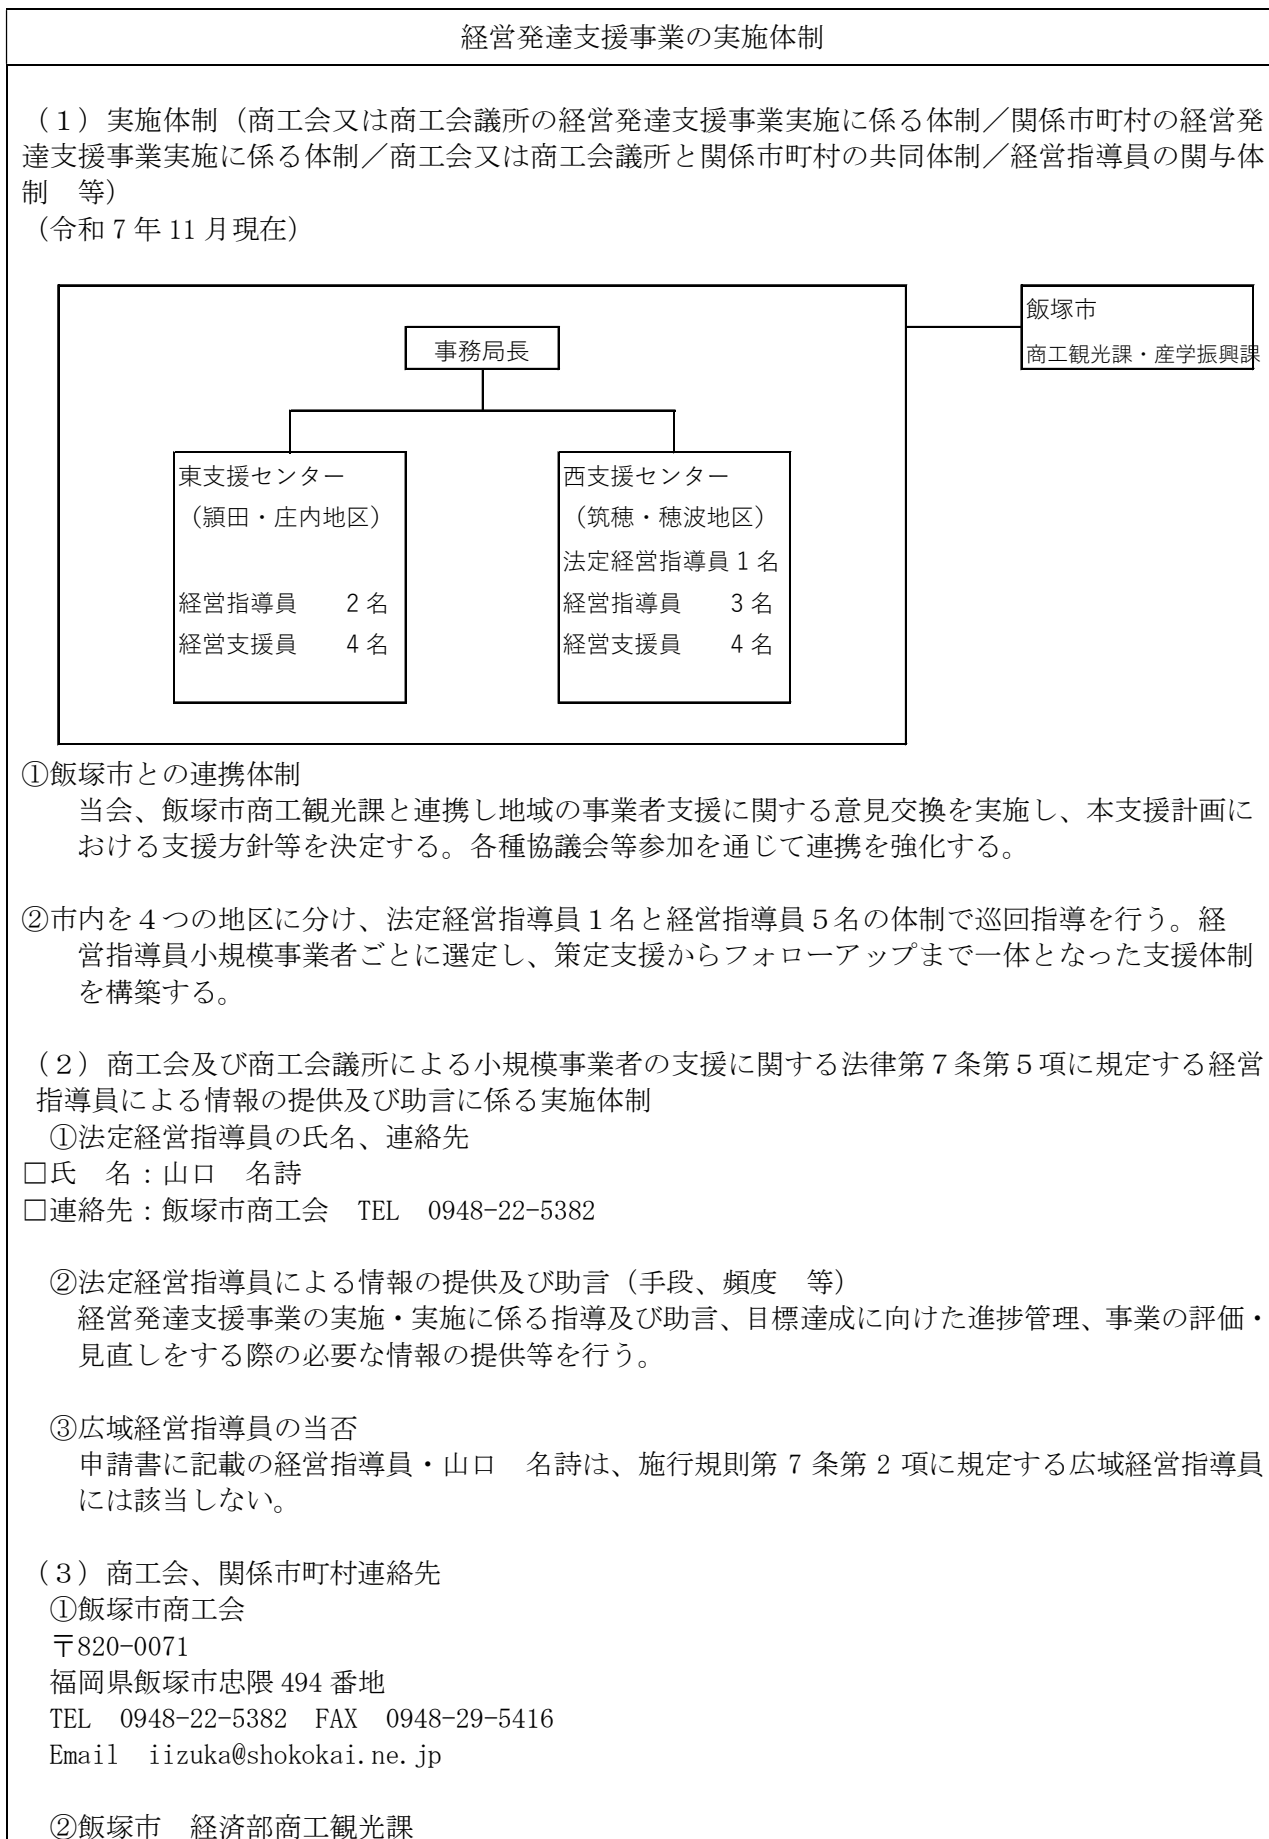 経営発達支援事業の実施体制
（１）実施体制（商工会又は商工会議所の経営発達支援事業実施に係る体制／関係市町村の経営発
達支援事業実施に係る体制／商工会又は商工会議所と関係市町村の共同体制／経営指導員の関与体
制　等）
（令和 7 年 11 月現在）
飯塚市
商工観光課・産学振興課
事務局長
東支援センター
（頴田・庄内地区）
経営指導員　　2 名
経営支援員　　4 名
西支援センター
（筑穂・穂波地区）
法定経営指導員 1 名
経営指導員　　3 名
経営支援員　　4 名
①飯塚市との連携体制
当会、飯塚市商工観光課と連携し地域の事業者支援に関する意見交換を実施し、本支援計画に
おける支援方針等を決定する。各種協議会等参加を通じて連携を強化する。
②市内を４つの地区に分け、法定経営指導員１名と経営指導員５名の体制で巡回指導を行う。経
営指導員小規模事業者ごとに選定し、策定支援からフォローアップまで一体となった支援体制
を構築する。
（２）商工会及び商工会議所による小規模事業者の支援に関する法律第７条第５項に規定する経営
指導員による情報の提供及び助言に係る実施体制
①法定経営指導員の氏名、連絡先
□氏　名：山口　名詩
□連絡先：飯塚市商工会　TEL　0948-22-5382
②法定経営指導員による情報の提供及び助言（手段、頻度　等）
経営発達支援事業の実施・実施に係る指導及び助言、目標達成に向けた進捗管理、事業の評価・
見直しをする際の必要な情報の提供等を行う。
③広域経営指導員の当否
申請書に記載の経営指導員・山口　名詩は、施行規則第 7 条第 2 項に規定する広域経営指導員
には該当しない。
（３）商工会、関係市町村連絡先
①飯塚市商工会
〒820-0071
福岡県飯塚市忠隈 494 番地
TEL　0948-22-5382　FAX　0948-29-5416
Email　iizuka@shokokai.ne.jp
②飯塚市　経済部商工観光課